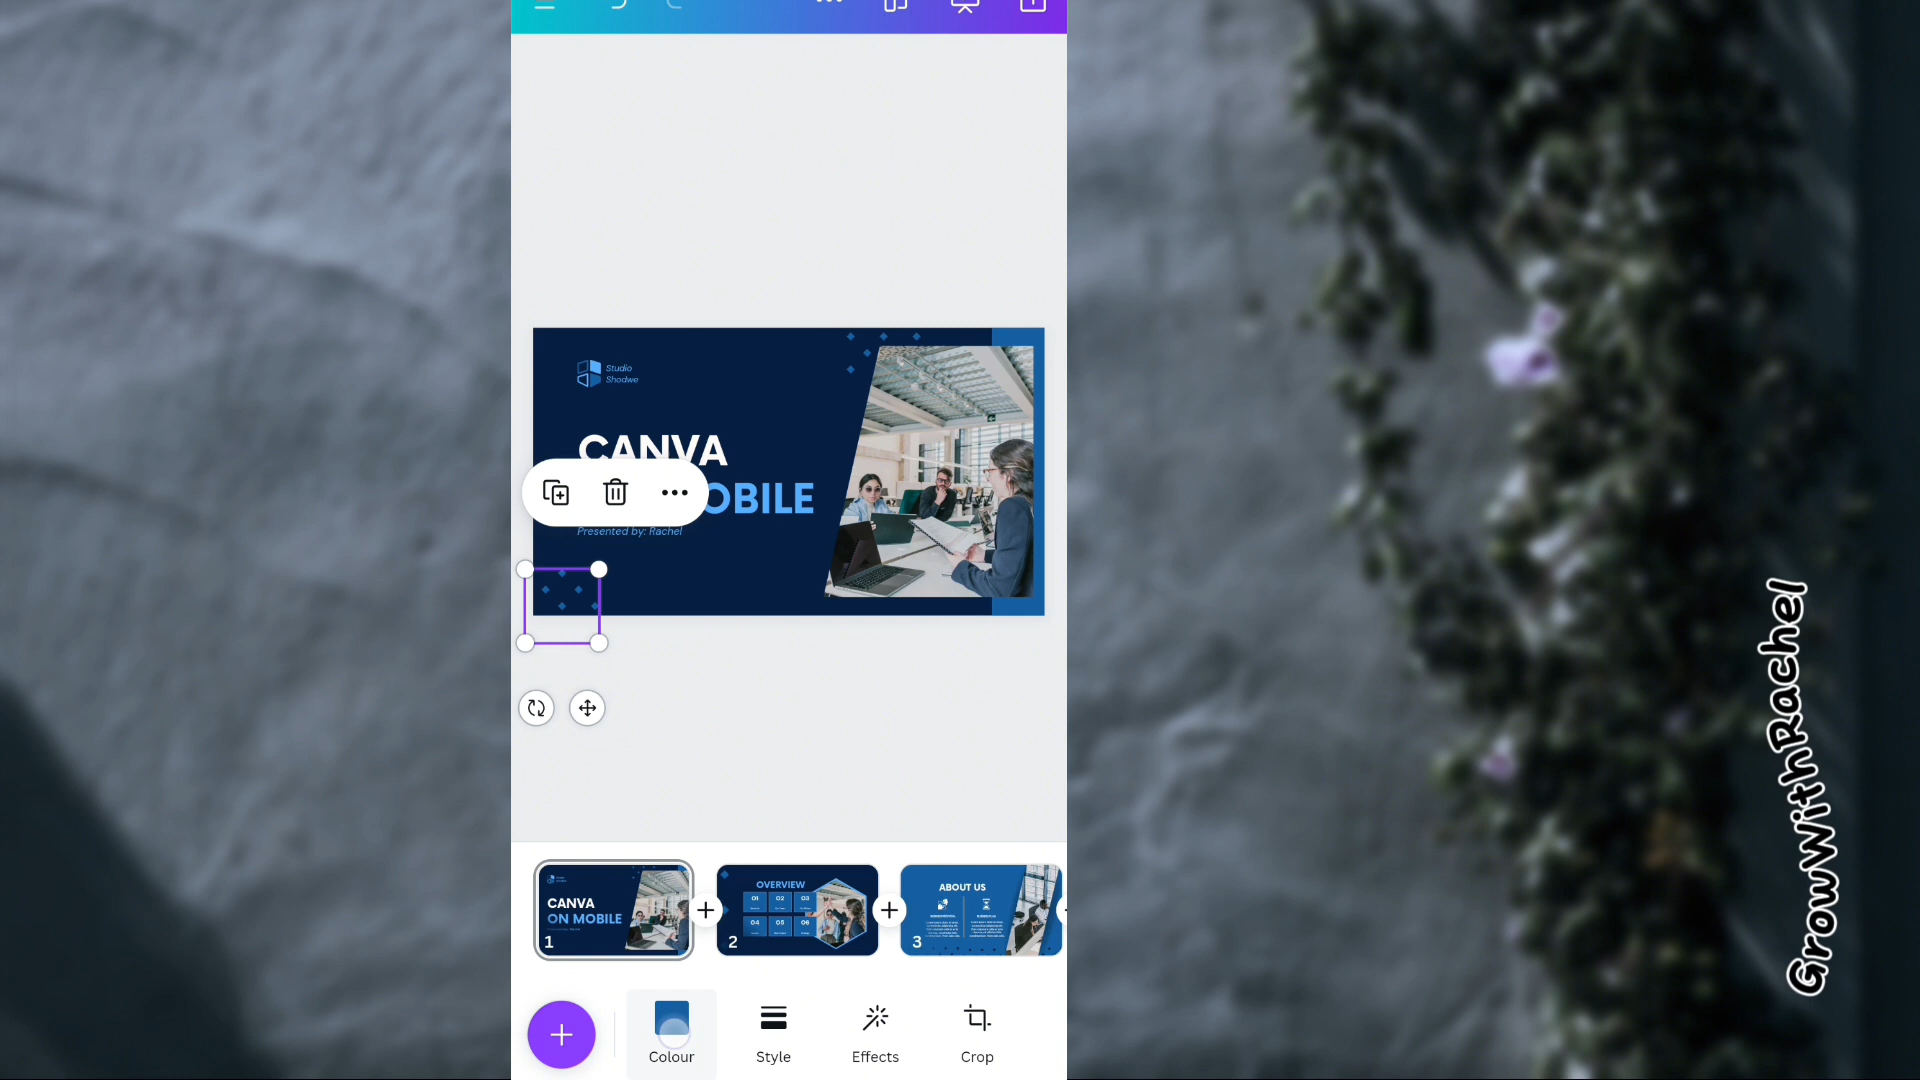 Studio
Shodwe
CANVA
OBILE
Presented by: Rachel
CANVA
ON MOBILE
1
OVERVIEW
01
02
03
04
05
06
2
ABOUT US
3
Colour
Style
Effects
Crop
GrowWithRachel